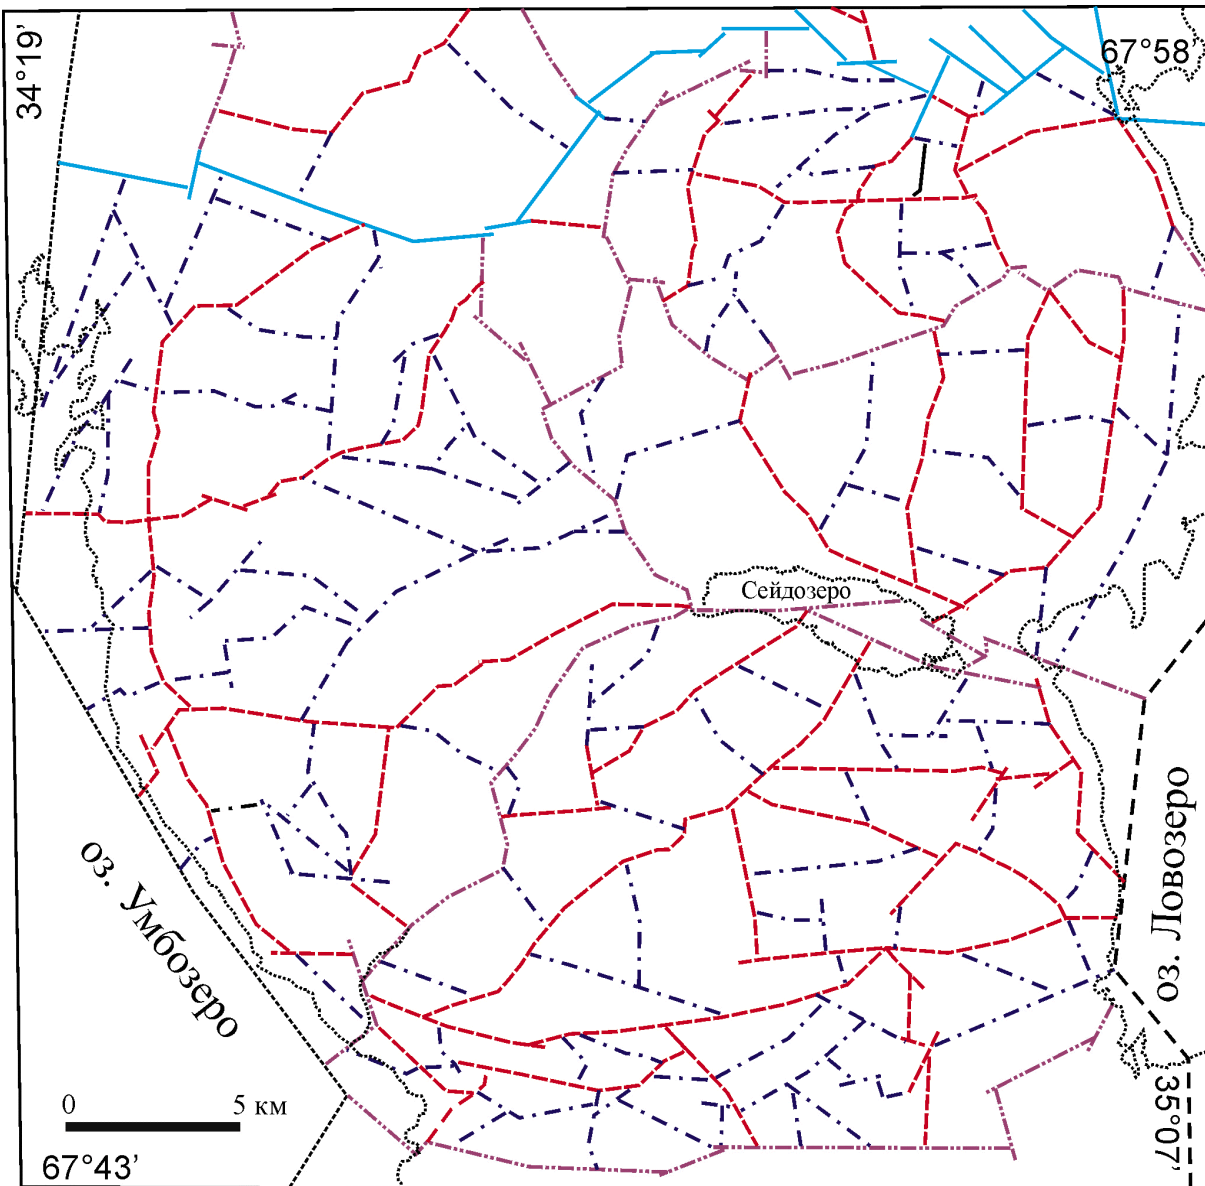 34°19'
67°58'
Сейдозеро
оз. Умбозеро
оз. Ловозеро
0 5 км
67°43'
35°07'